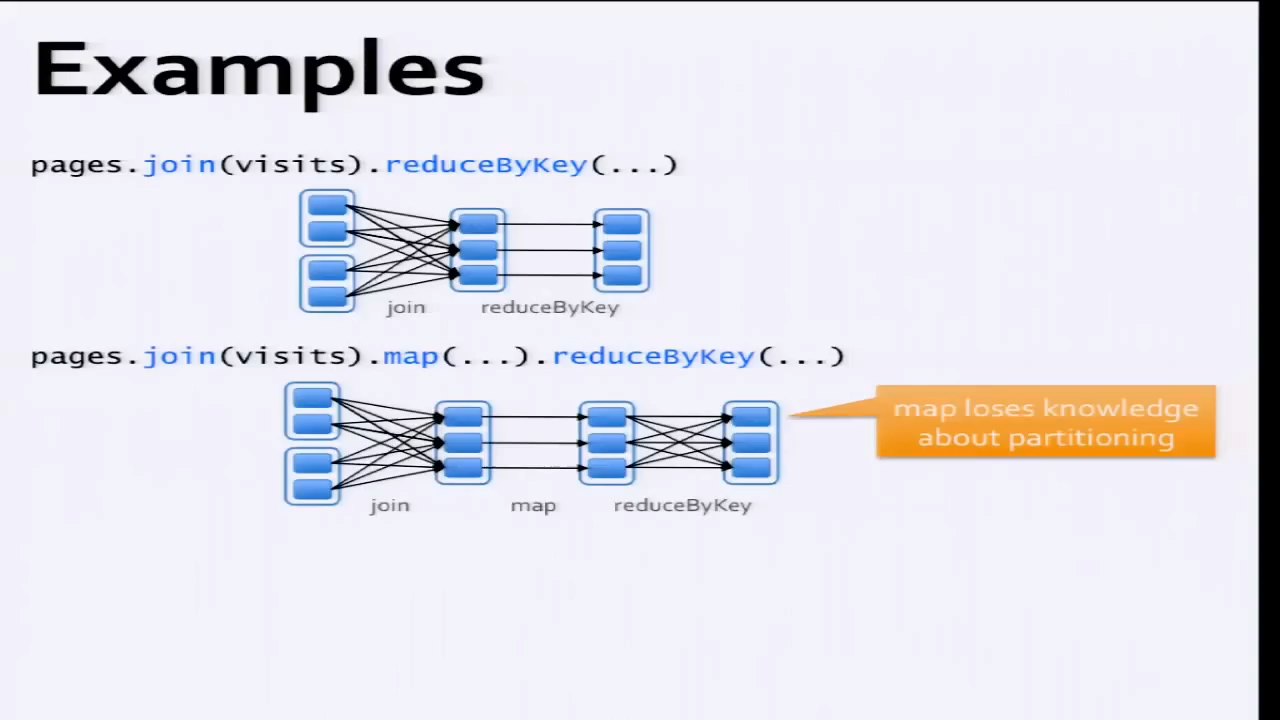 Examples
pages.join(visits).reduceByKey(...)
join
reduceByKey
pages.join(visits).map(...).reduceByKey(...)
map loses knowledge
about partitioning
join
map
reduceByKey